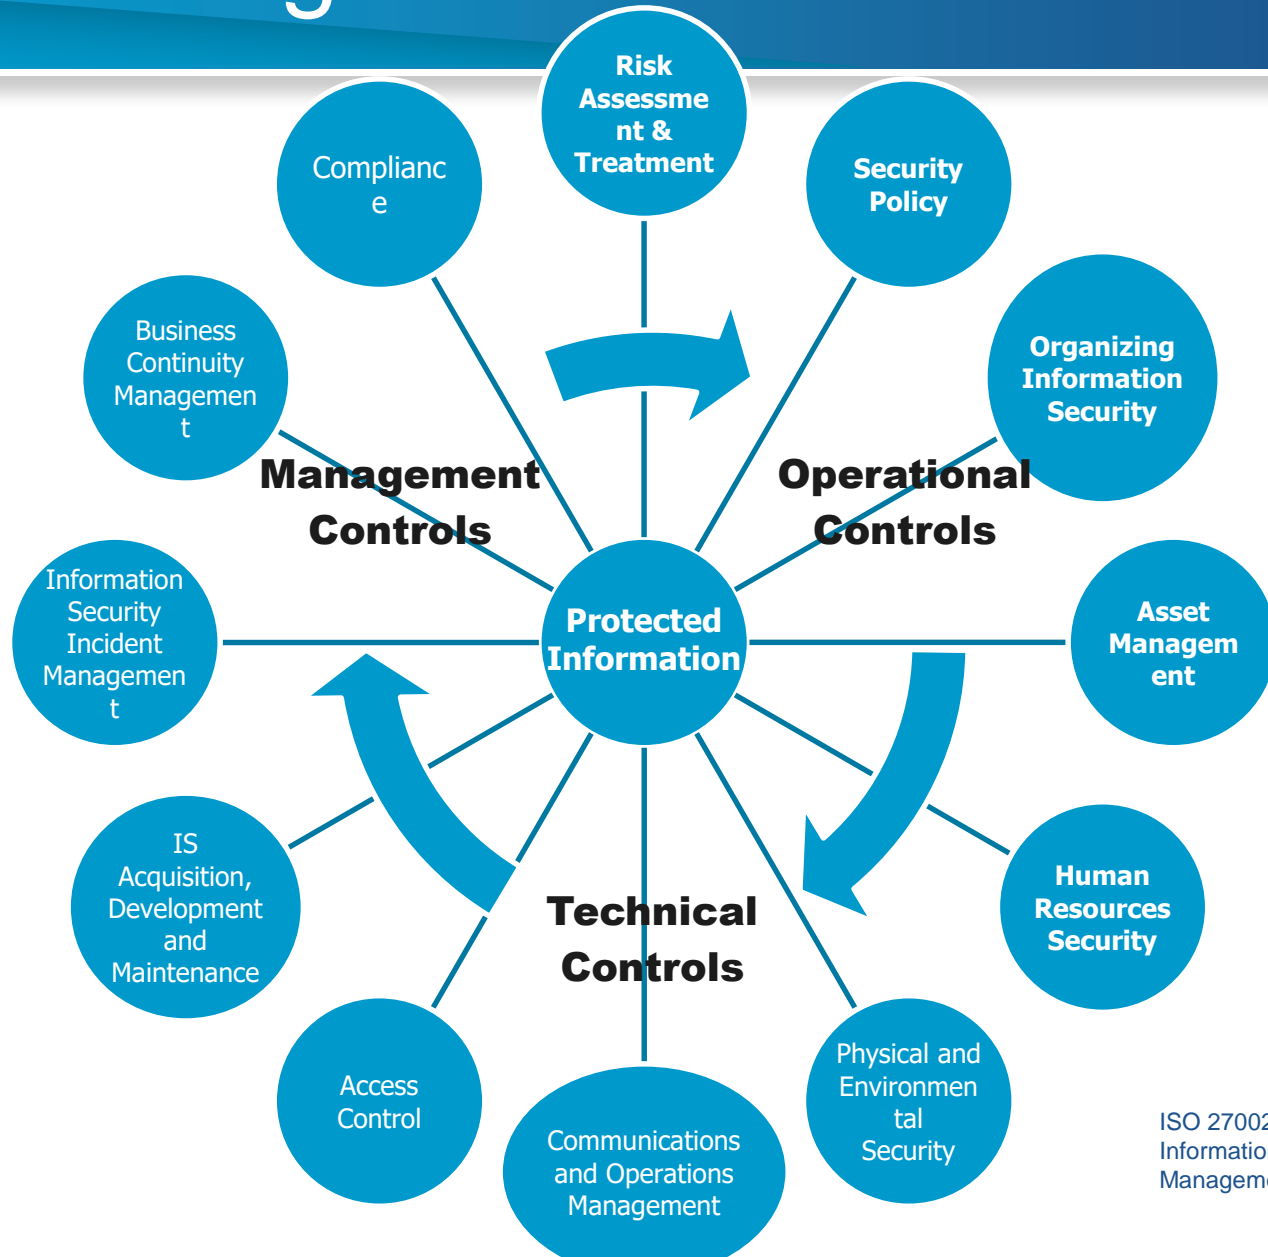 Risk
Assessme
nt &
Treatment
Security
Policy
Organizing
Information
Security
Asset
Managem
ent
Human
Resources
Security
Physical and
Environmen
tal
Security
Communications
and Operations
Management
Access
Control
IS
Acquisition,
Development
and
Maintenance
Information
Security
Incident
Managemen
t
Business
Continuity
Managemen
t
Complianc
e
Management
Controls
Operational
Controls
Technical
Controls
Protected
Information
ISO 27002